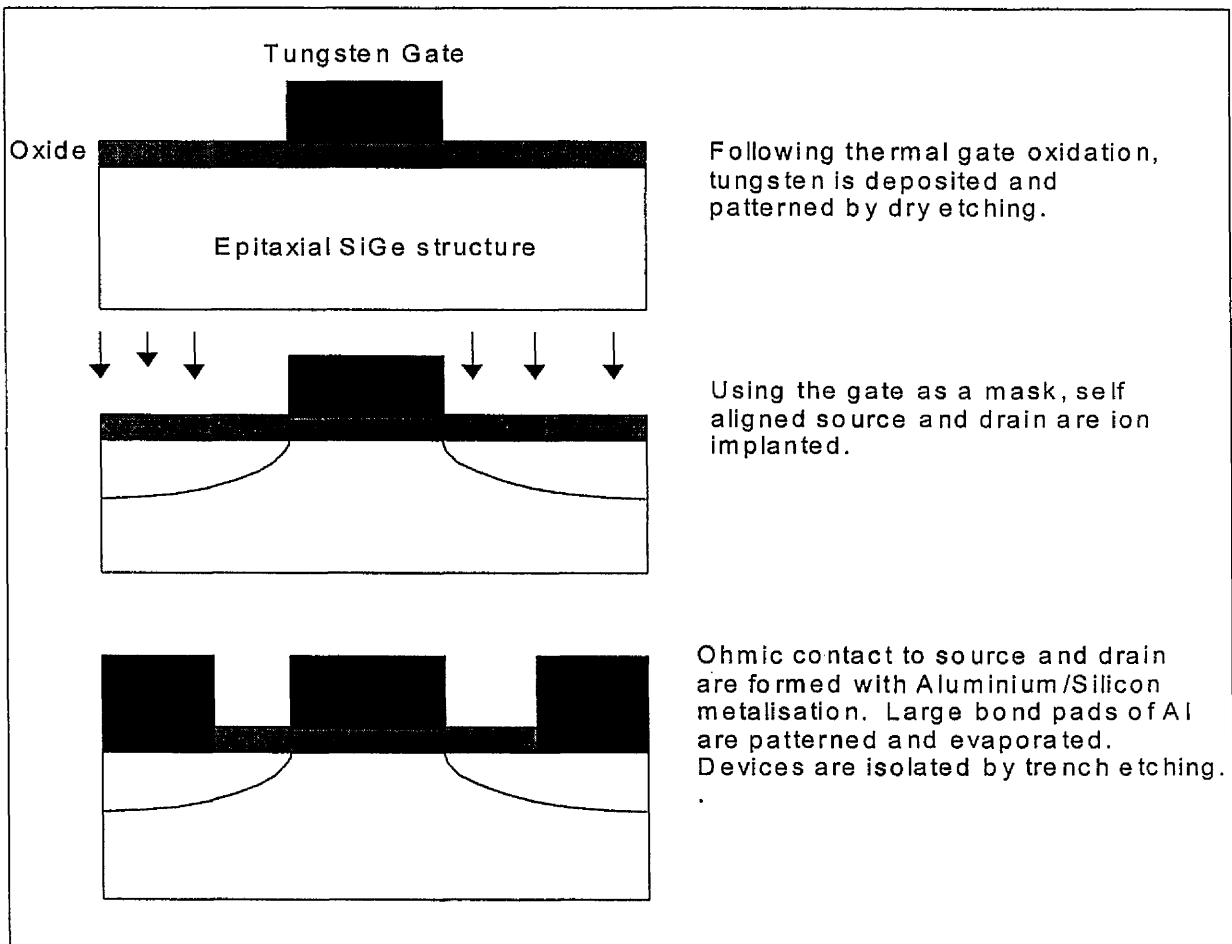 Tungsten Gate
Oxide
Epitaxial SiGe structure
Following thermal gate oxidation,
tungsten is deposited and
patterned by dry etching.
Using the gate as a mask, self
aligned source and drain are ion
implanted.
Ohmic contact to source and drain
are formed with Aluminium/Silicon
metalisation. Large bond pads of Al
are patterned and evaporated.
Devices are isolated by trench etching.
.